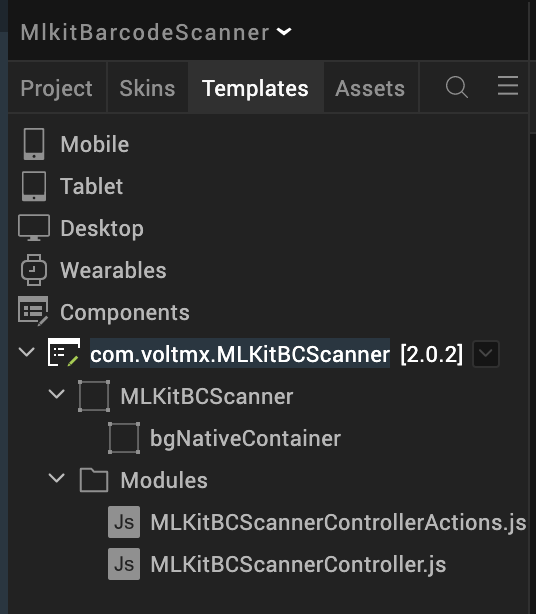 MlkitBarcodeScanner
Project Skins Templates Assets
Mobile
Tablet
Desktop
Wearables
Components
com.voltmx.MLKitBCScanner [2.0.2]
MLKitBCScanner
bgNativeContainer
Modules
Js MLKitBCScannerControllerActions.js
Js MLKitBCScannerController.js